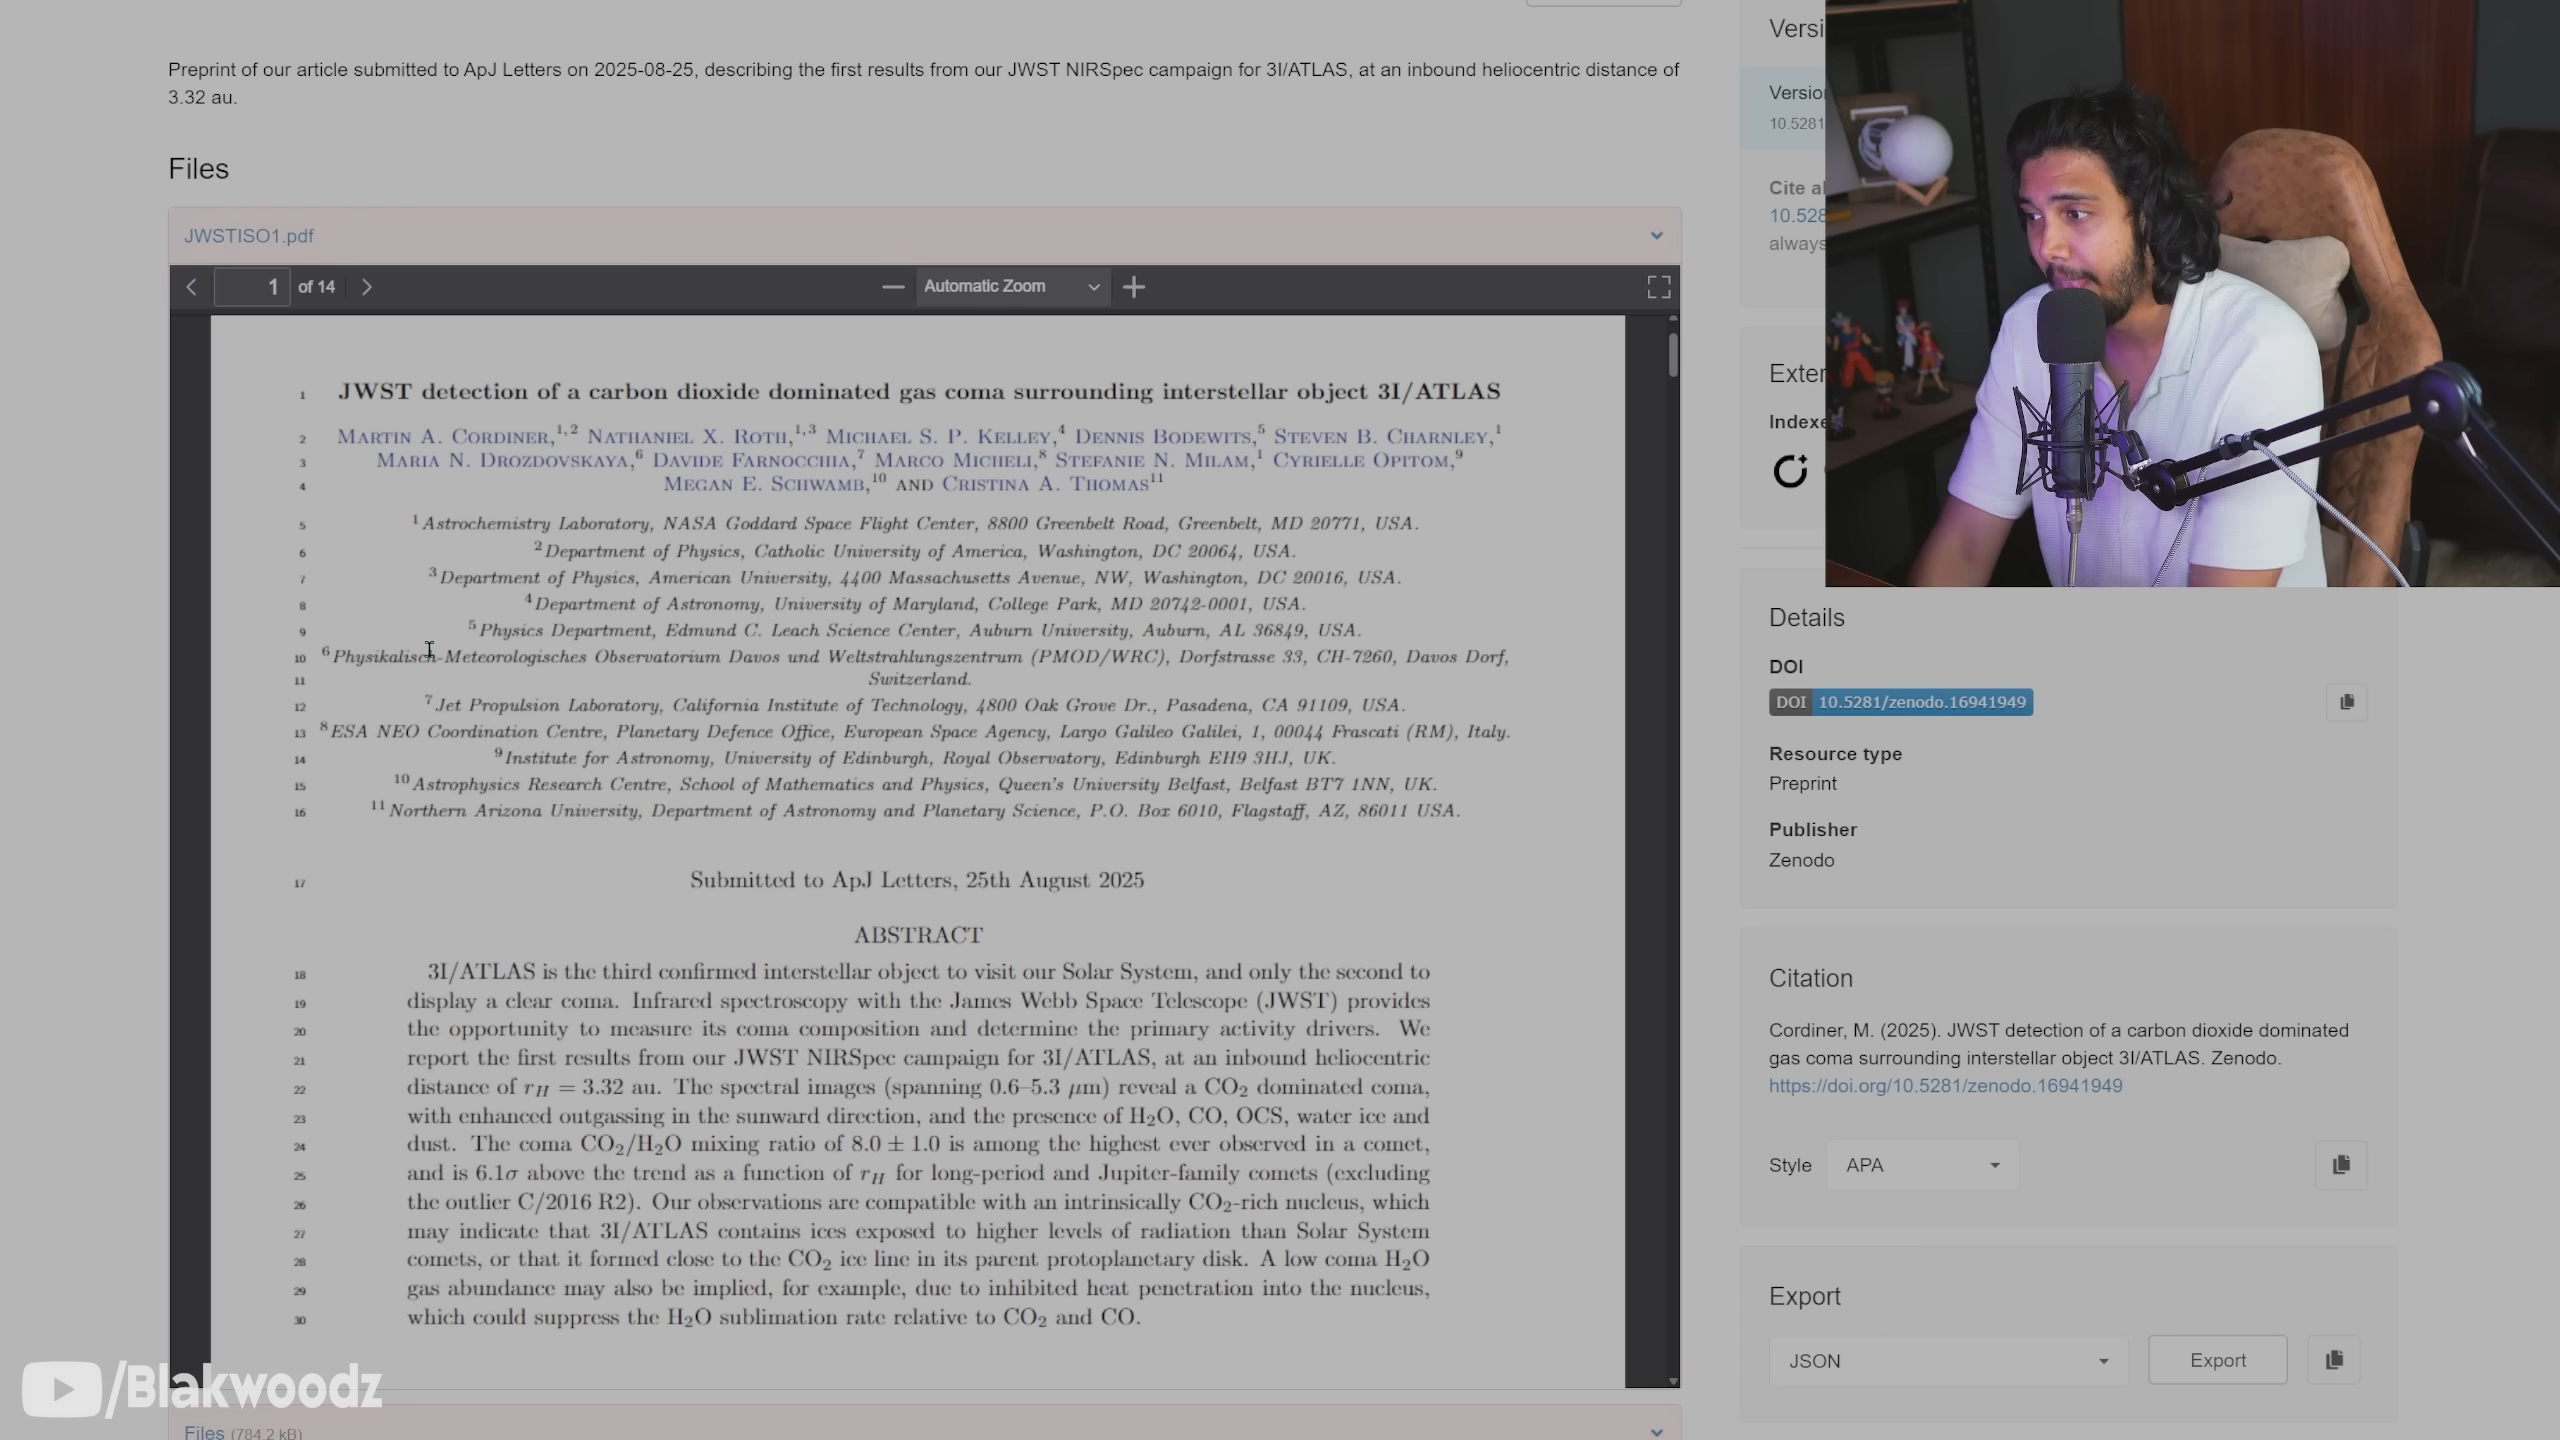 Preprint of our article submitted to ApJ Letters on 2025-08-25, describing the first results from our JWST NIRSpec campaign for 3I/ATLAS, at an inbound heliocentric distance of
3.32 au.
Files
JWSTISO1.pdf
1 of 14
Automatic Zoom
1 JWST detection of a carbon dioxide dominated gas coma surrounding interstellar object 3I/ATLAS
2 Martin A. Cordiner,1,2 Nathaniel X. Roth,1,3 Michael S. P. Kelley,4 Dennis Bodewits,5 Steven B. Charnley,1
3 Maria N. Drozdovskaya,6 Davide Farnocchia,7 Marco Micheli,8 Stefanie N. Milam,1 Cyrielle Opitom,9
4 Megan E. Schwamb,10 and Cristina A. Thomas11
5 1Astrochemistry Laboratory, NASA Goddard Space Flight Center, 8800 Greenbelt Road, Greenbelt, MD 20771, USA.
6 2Department of Physics, Catholic University of America, Washington, DC 20064, USA.
7 3Department of Physics, American University, 4400 Massachusetts Avenue, NW, Washington, DC 20016, USA.
8 4Department of Astronomy, University of Maryland, College Park, MD 20742-0001, USA.
9 5Physics Department, Edmund C. Leach Science Center, Auburn University, Auburn, AL 36849, USA.
10 6Physikalisch-Meteorologisches Observatorium Davos und Weltstrahlungszentrum (PMOD/WRC), Dorfstrasse 33, CH-7260, Davos Dorf,
11 Switzerland.
12 7Jet Propulsion Laboratory, California Institute of Technology, 4800 Oak Grove Dr., Pasadena, CA 91109, USA.
13 8ESA NEO Coordination Centre, Planetary Defence Office, European Space Agency, Largo Galileo Galilei, 1, 00044 Frascati (RM), Italy.
14 9Institute for Astronomy, University of Edinburgh, Royal Observatory, Edinburgh EH9 3HJ, UK.
15 10Astrophysics Research Centre, School of Mathematics and Physics, Queen's University Belfast, Belfast BT7 1NN, UK.
16 11Northern Arizona University, Department of Astronomy and Planetary Science, P.O. Box 6010, Flagstaff, AZ, 86011 USA.
17 Submitted to ApJ Letters, 25th August 2025
ABSTRACT
18 3I/ATLAS is the third confirmed interstellar object to visit our Solar System, and only the second to
19 display a clear coma. Infrared spectroscopy with the James Webb Space Telescope (JWST) provides
20 the opportunity to measure its coma composition and determine the primary activity drivers. We
21 report the first results from our JWST NIRSpec campaign for 3I/ATLAS, at an inbound heliocentric
22 distance of rH = 3.32 au. The spectral images (spanning 0.6–5.3 μm) reveal a CO2 dominated coma,
23 with enhanced outgassing in the sunward direction, and the presence of H2O, CO, OCS, water ice and
24 dust. The coma CO2/H2O mixing ratio of 8.0 ± 1.0 is among the highest ever observed in a comet,
25 and is 6.1σ above the trend as a function of rH for long-period and Jupiter-family comets (excluding
26 the outlier C/2016 R2). Our observations are compatible with an intrinsically CO2-rich nucleus, which
27 may indicate that 3I/ATLAS contains ices exposed to higher levels of radiation than Solar System
28 comets, or that it formed close to the CO2 ice line in its parent protoplanetary disk. A low coma H2O
29 gas abundance may also be implied, for example, due to inhibited heat penetration into the nucleus,
30 which could suppress the H2O sublimation rate relative to CO2 and CO.
/Blakwoodz
Files (784.2 kB)
Versi
Versio
10.5281
Cite al
10.528
always
Exter
Indexe
Details
DOI
DOI 10.5281/zenodo.16941949
Resource type
Preprint
Publisher
Zenodo
Citation
Cordiner, M. (2025). JWST detection of a carbon dioxide dominated
gas coma surrounding interstellar object 3I/ATLAS. Zenodo.
https://doi.org/10.5281/zenodo.16941949
Style APA
Export
JSON Export